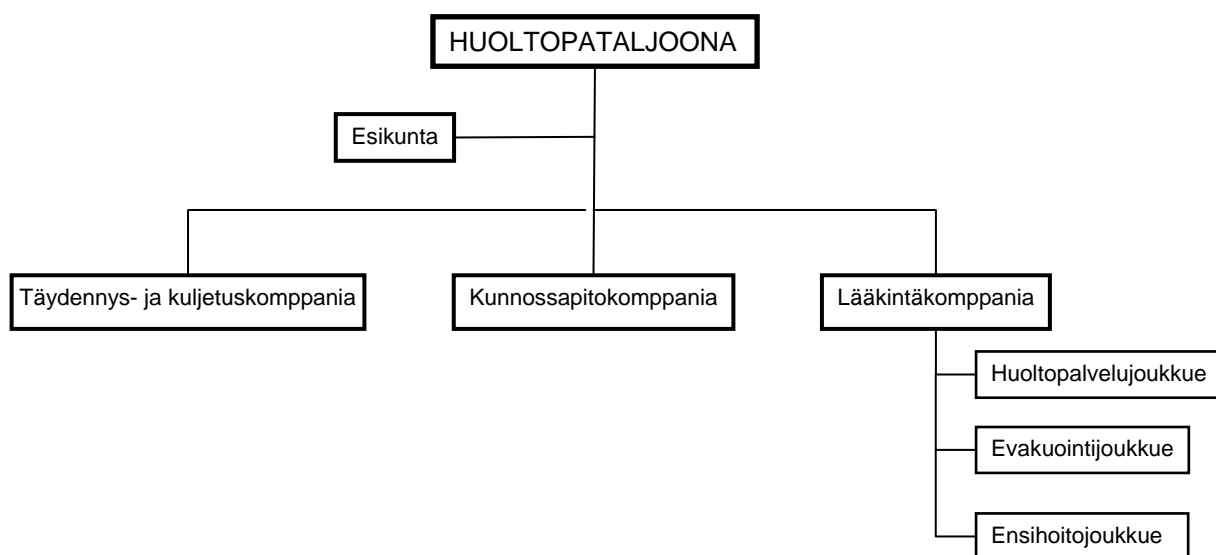 HUOLTOPATALJOONA
Esikunta
Täydennys- ja kuljetuskomppania
Kunnossapitokomppania
Lääkintäkomppania
Huoltopalvelujoukkue
Evakuointijoukkue
Ensihoitojoukkue